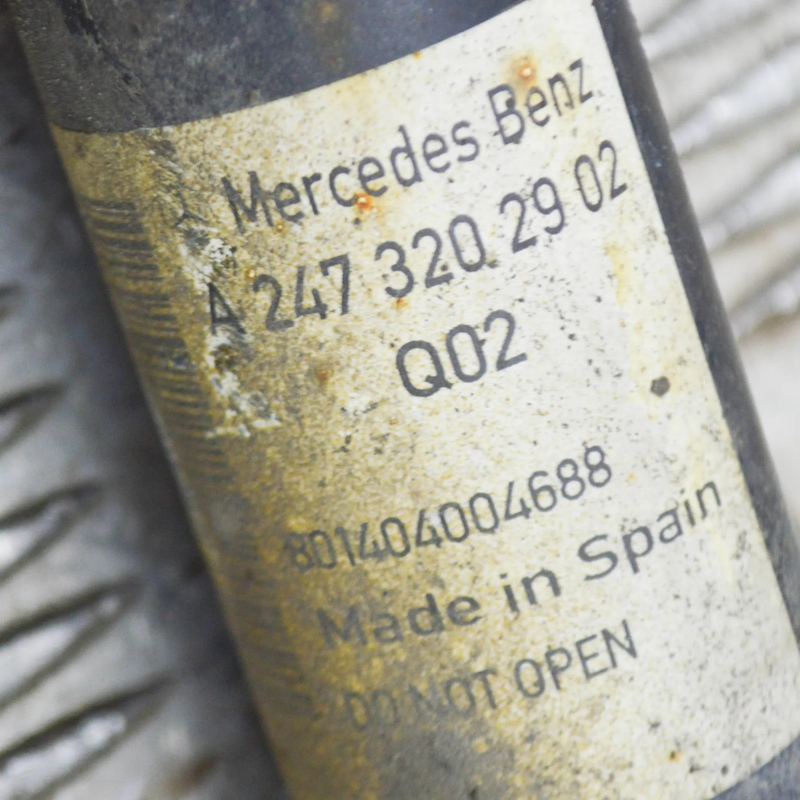 Mercedes Benz
A 247 320 29 02
Q02
801404004688
Made in Spain
DO NOT OPEN